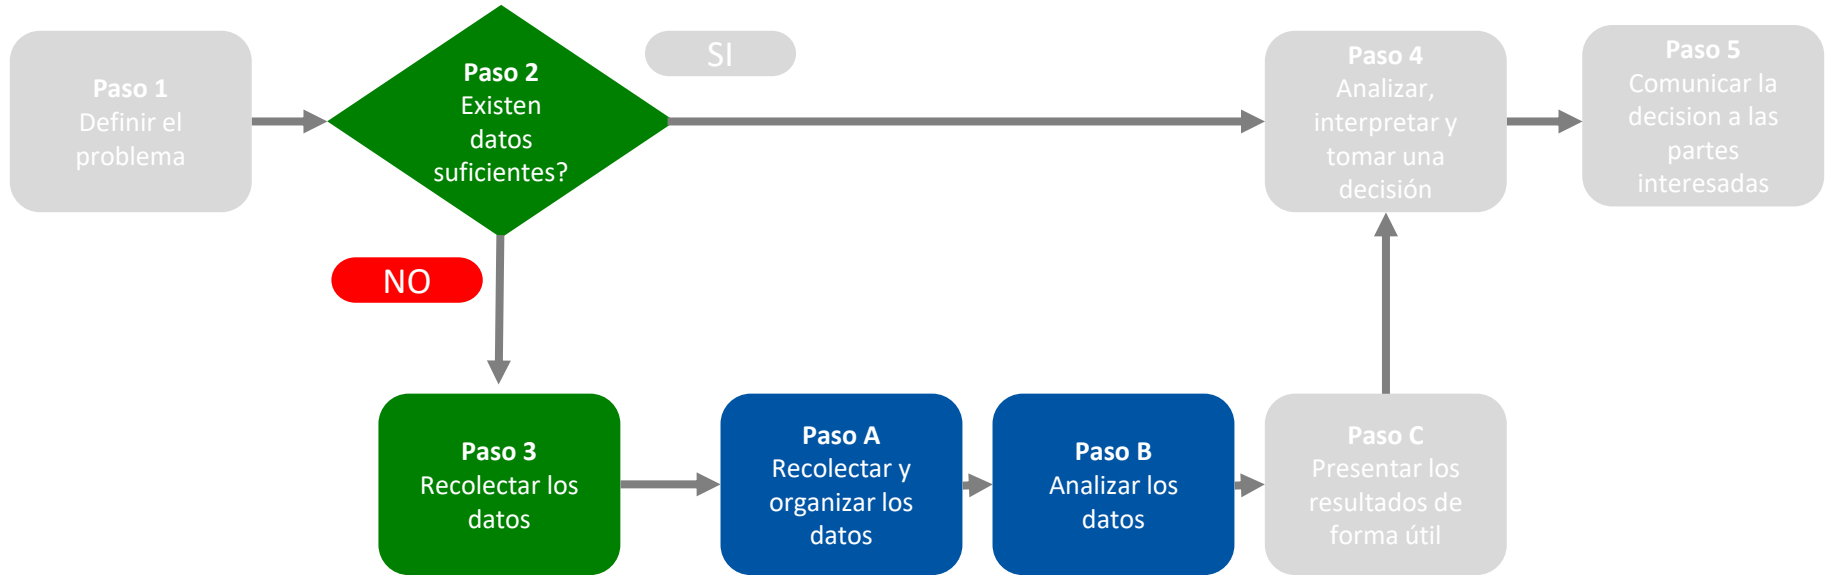 Paso 1
Definir el
problema
Paso 2
Existen
datos
suficientes?
SI
Paso 4
Analizar,
interpretar y
tomar una
decisión
Paso 5
Comunicar la
decision a las
partes
interesadas
NO
Paso 3
Recolectar los
datos
Paso A
Recolectar y
organizar los
datos
Paso B
Analizar los
datos
Paso C
Presentar los
resultados de
forma útil